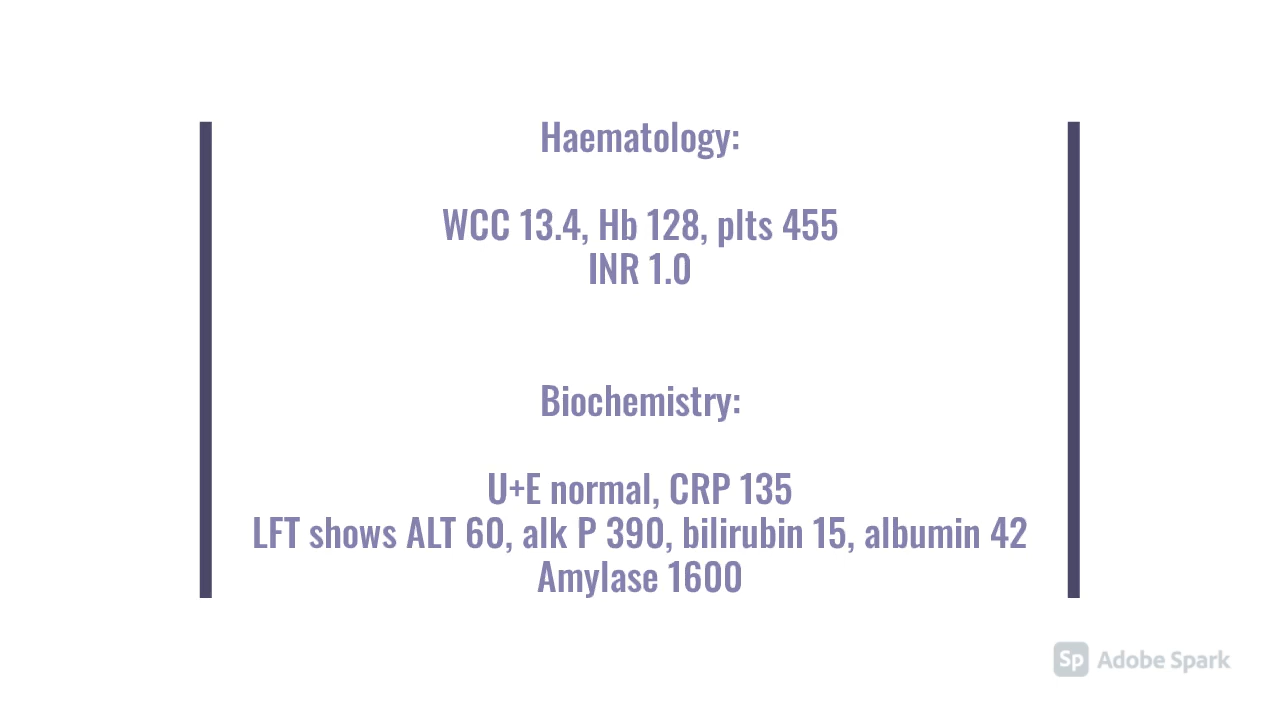 Haematology:
WCC 13.4, Hb 128, plts 455
INR 1.0
Biochemistry:
U+E normal, CRP 135
LFT shows ALT 60, alk P 390, bilirubin 15, albumin 42
Amylase 1600
Sp Adobe Spark